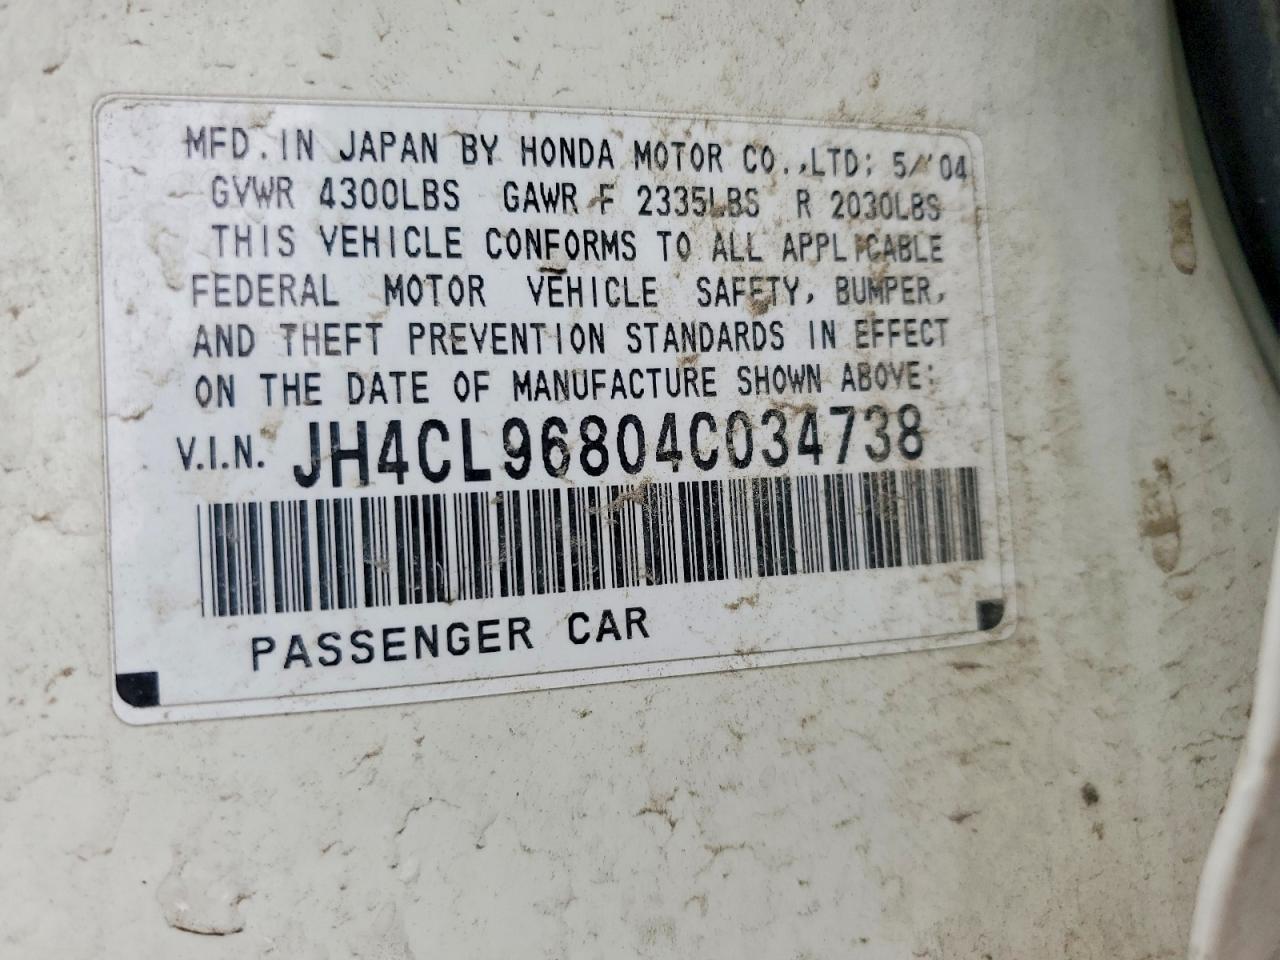 MFD. IN JAPAN BY HONDA MOTOR CO.,LTD: 5/'04
GVWR 4300LBS GAWR F 2335LBS R 2030LBS
THIS VEHICLE CONFORMS TO ALL APPLICABLE
FEDERAL MOTOR VEHICLE SAFETY, BUMPER,
AND THEFT PREVENTION STANDARDS IN EFFECT
ON THE DATE OF MANUFACTURE SHOWN ABOVE:
V.I.N. JH4CL96804C034738
PASSENGER CAR